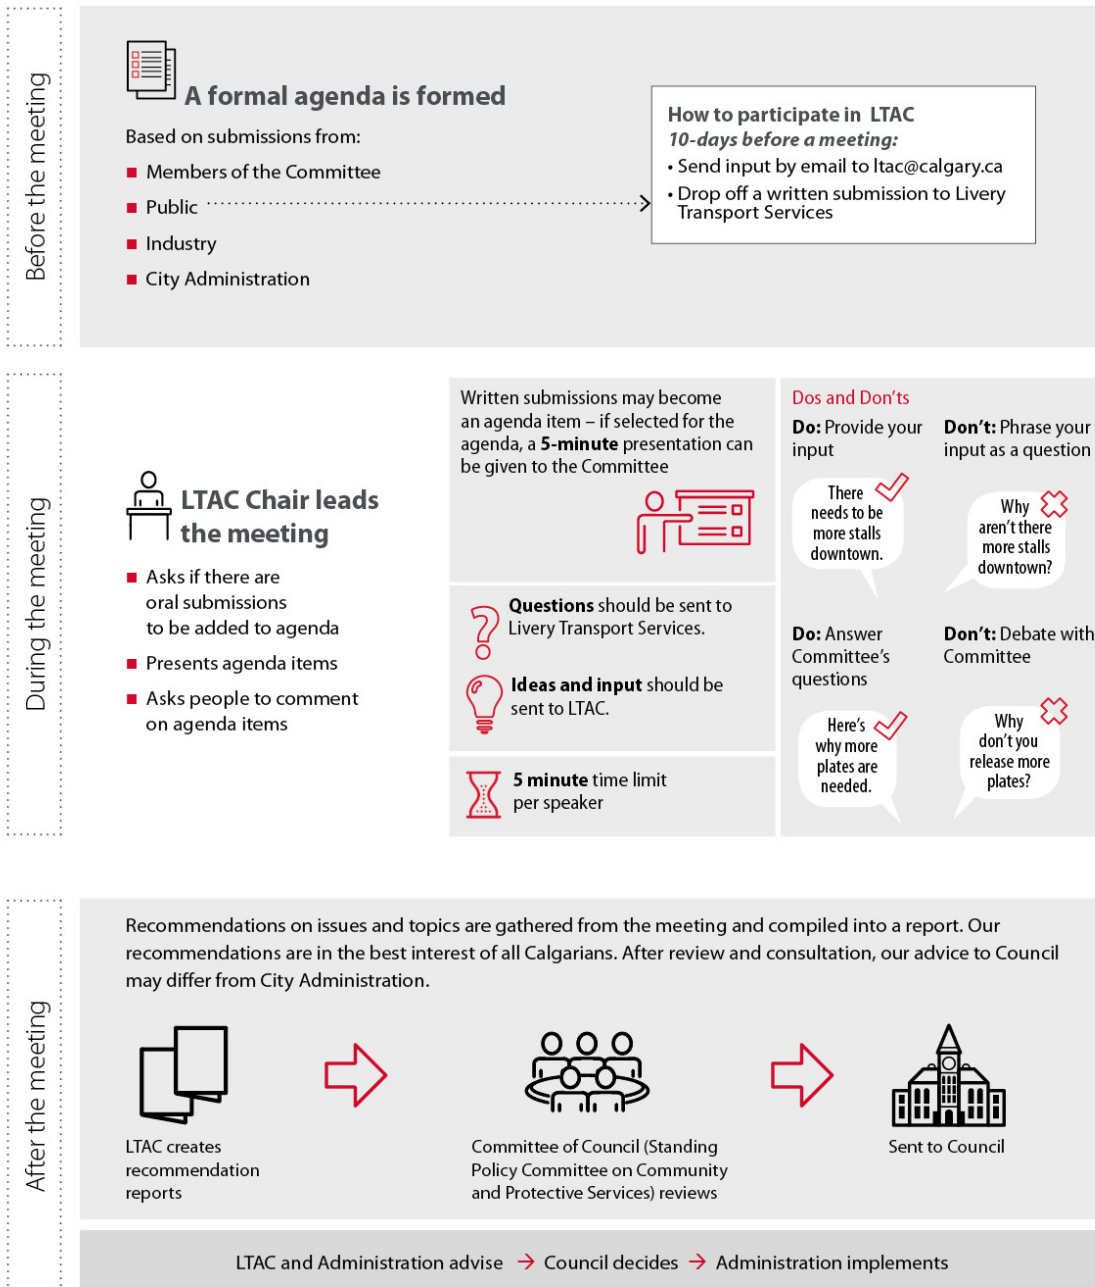 Before the meeting
A formal agenda is formed
Based on submissions from:
Members of the Committee
Public
Industry
City Administration
How to participate in LTAC
10-days before a meeting:
• Send input by email to ltac@calgary.ca
• Drop off a written submission to Livery
Transport Services
During the meeting
LTAC Chair leads
the meeting
Asks if there are
oral submissions
to be added to agenda
Presents agenda items
Asks people to comment
on agenda items
Written submissions may become
an agenda item – if selected for the
agenda, a 5-minute presentation can
be given to the Committee
Questions should be sent to
Livery Transport Services.
Ideas and input should be
sent to LTAC.
5 minute time limit
per speaker
Dos and Don'ts
Do: Provide your
input
There
needs to be
more stalls
downtown.
Don't: Phrase your
input as a question
Why
aren't there
more stalls
downtown?
Do: Answer
Committee's
questions
Here's
why more
plates are
needed.
Don't: Debate with
Committee
Why
don't you
release more
plates?
After the meeting
Recommendations on issues and topics are gathered from the meeting and compiled into a report. Our
recommendations are in the best interest of all Calgarians. After review and consultation, our advice to Council
may differ from City Administration.
LTAC creates
recommendation
reports
Committee of Council (Standing
Policy Committee on Community
and Protective Services) reviews
Sent to Council
LTAC and Administration advise → Council decides → Administration implements